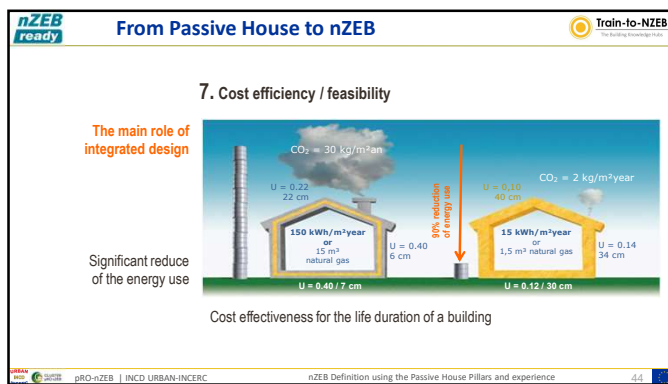 nZEB
ready
From Passive House to nZEB
Train-to-NZEB
The Building Knowledge Hubs
7. Cost efficiency / feasibility
The main role of
integrated design
CO₂ = 30 kg/m²an
CO₂ = 2 kg/m²year
U = 0.22
22 cm
90% reduction
of energy use
U = 0,10
40 cm
150 kWh/m²year
or
15 m³
natural gas
U = 0.40
6 cm
15 kWh/m²year
or
1,5 m³ natural gas
U = 0.14
34 cm
Significant reduce
of the energy use
U = 0.40 / 7 cm
U = 0.12 / 30 cm
Cost effectiveness for the life duration of a building
URBAN
INCD
INCERC
CLUSTER
pRO-nZEB | INCD URBAN-INCERC
nZEB Definition using the Passive House Pillars and experience
44